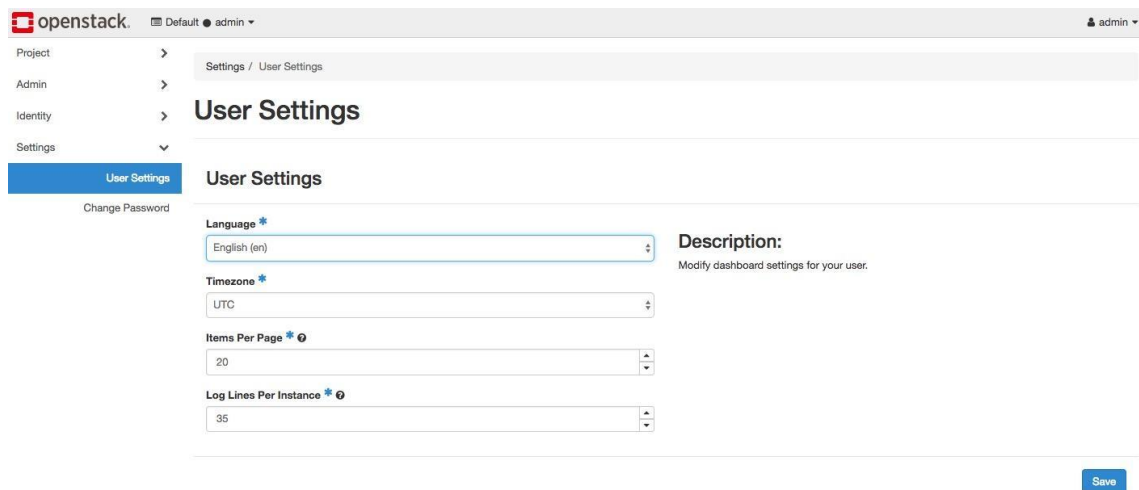 openstack. Default ● admin admin
Project
Admin
Identity
Settings
User Settings
Change Password
Settings / User Settings
User Settings
User Settings
Language *
English (en)
Timezone *
UTC
Items Per Page *
20
Log Lines Per Instance *
35
Description:
Modify dashboard settings for your user.
Save